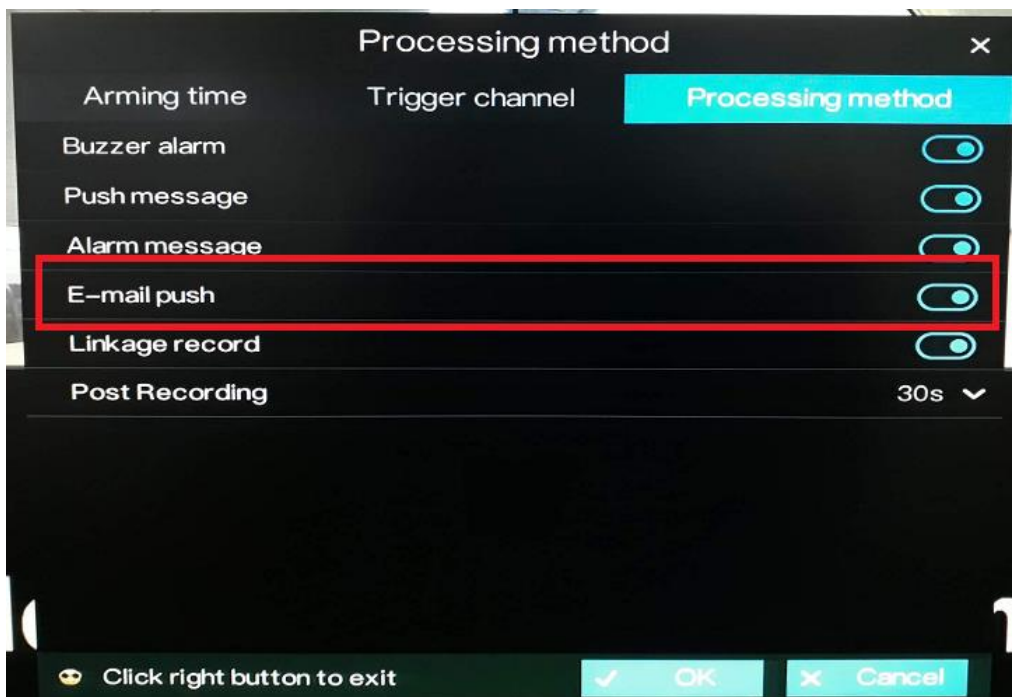 Processing method
Arming time Trigger channel Processing method
Buzzer alarm
Push message
Alarm message
E-mail push
Linkage record
Post Recording 30s
Click right button to exit OK Cancel